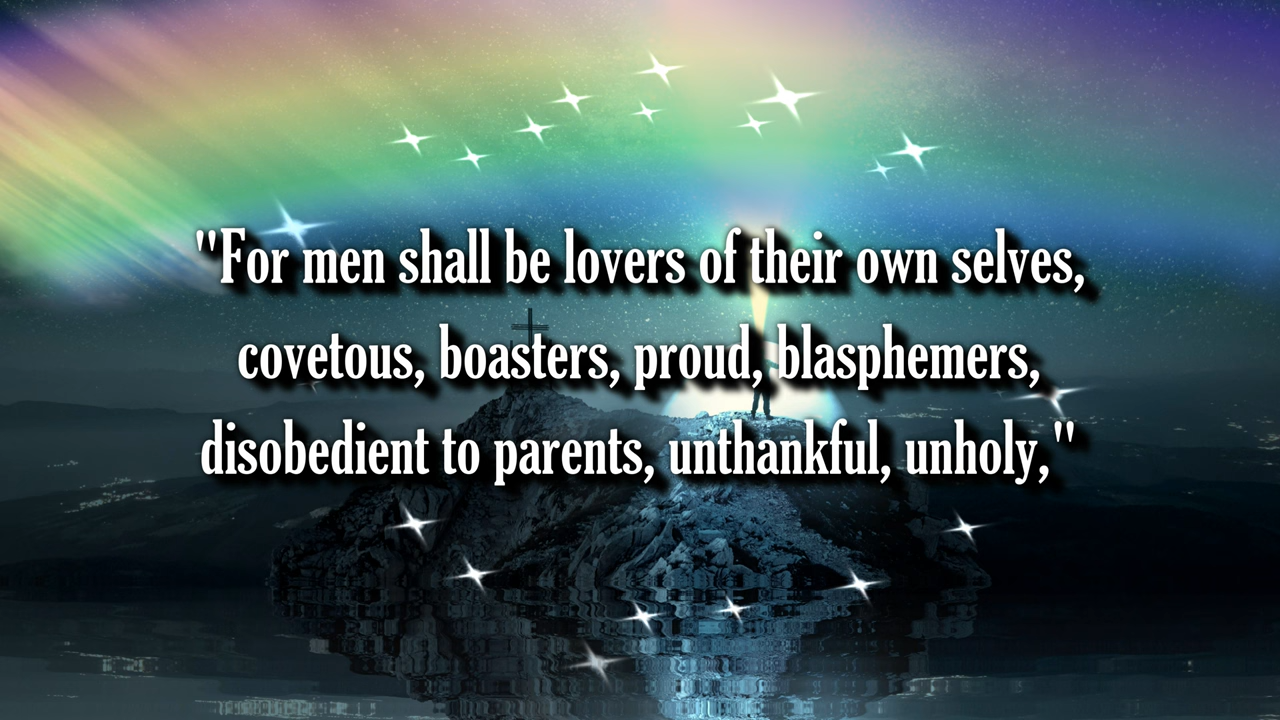 "For men shall be lovers of their own selves,
covetous, boasters, proud, blasphemers,
disobedient to parents, unthankful, unholy,"